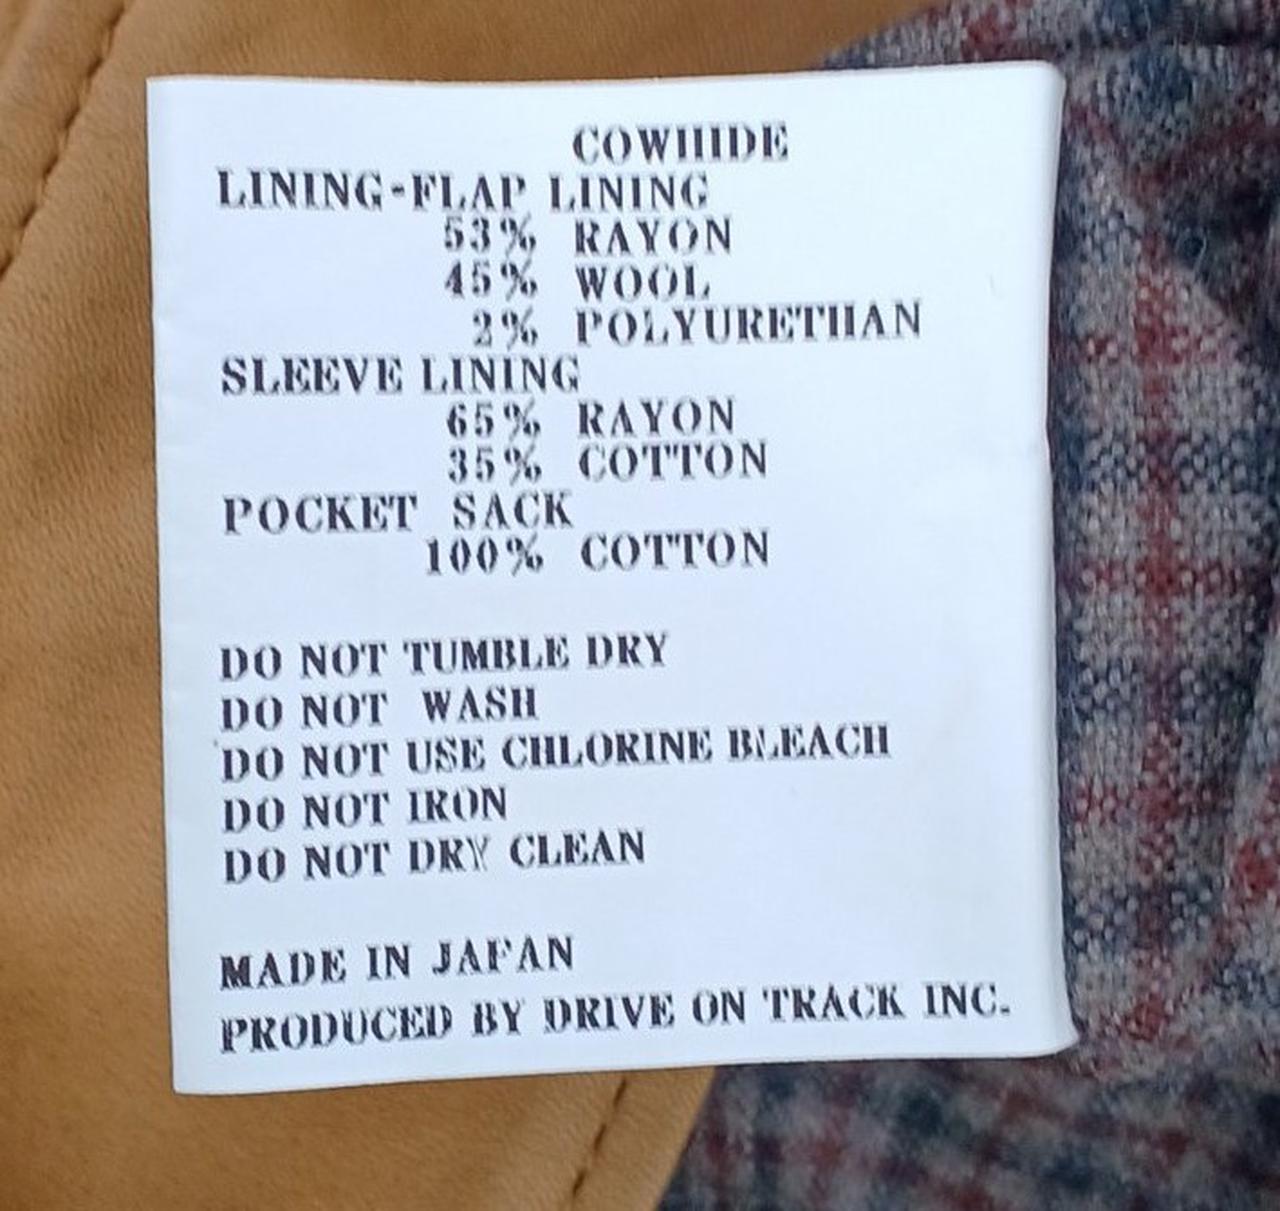 COWHIDE
LINING-FLAP LINING
53% RAYON
45% WOOL
2% POLYURETHAN
SLEEVE LINING
65% RAYON
35% COTTON
POCKET SACK
100% COTTON
DO NOT TUMBLE DRY
DO NOT WASH
DO NOT USE CHLORINE BLEACH
DO NOT IRON
DO NOT DRY CLEAN
MADE IN JAPAN
PRODUCED BY DRIVE ON TRACK INC.